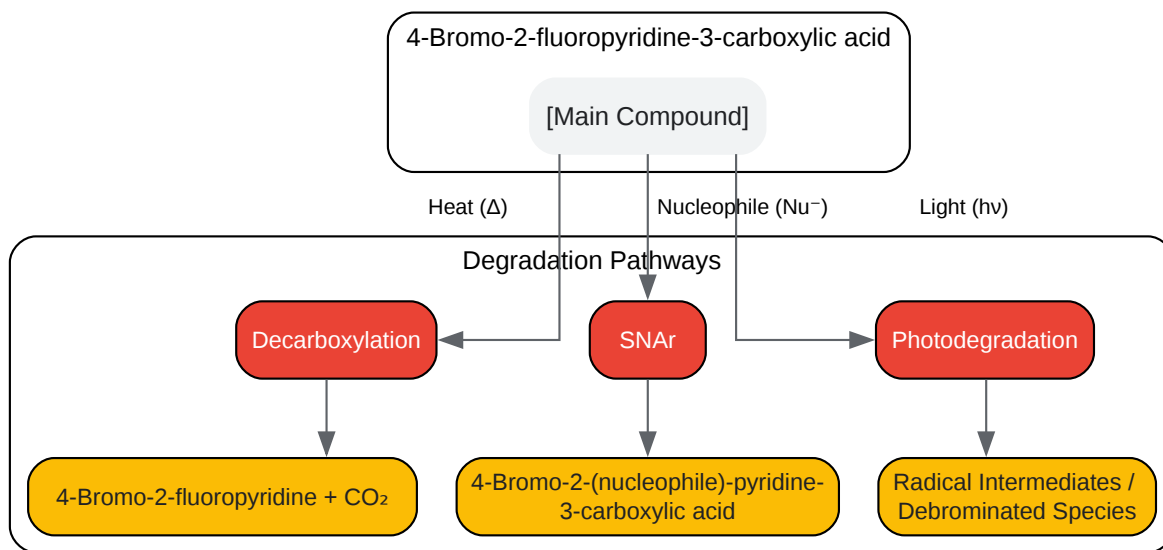 4-Bromo-2-fluoropyridine-3-carboxylic acid
[Main Compound]
Heat (Δ)
Nucleophile (Nu⁻)
Light (hν)
Degradation Pathways
Decarboxylation
SNAr
Photodegradation
4-Bromo-2-fluoropyridine + CO₂
4-Bromo-2-(nucleophile)-pyridine-
3-carboxylic acid
Radical Intermediates /
Debrominated Species